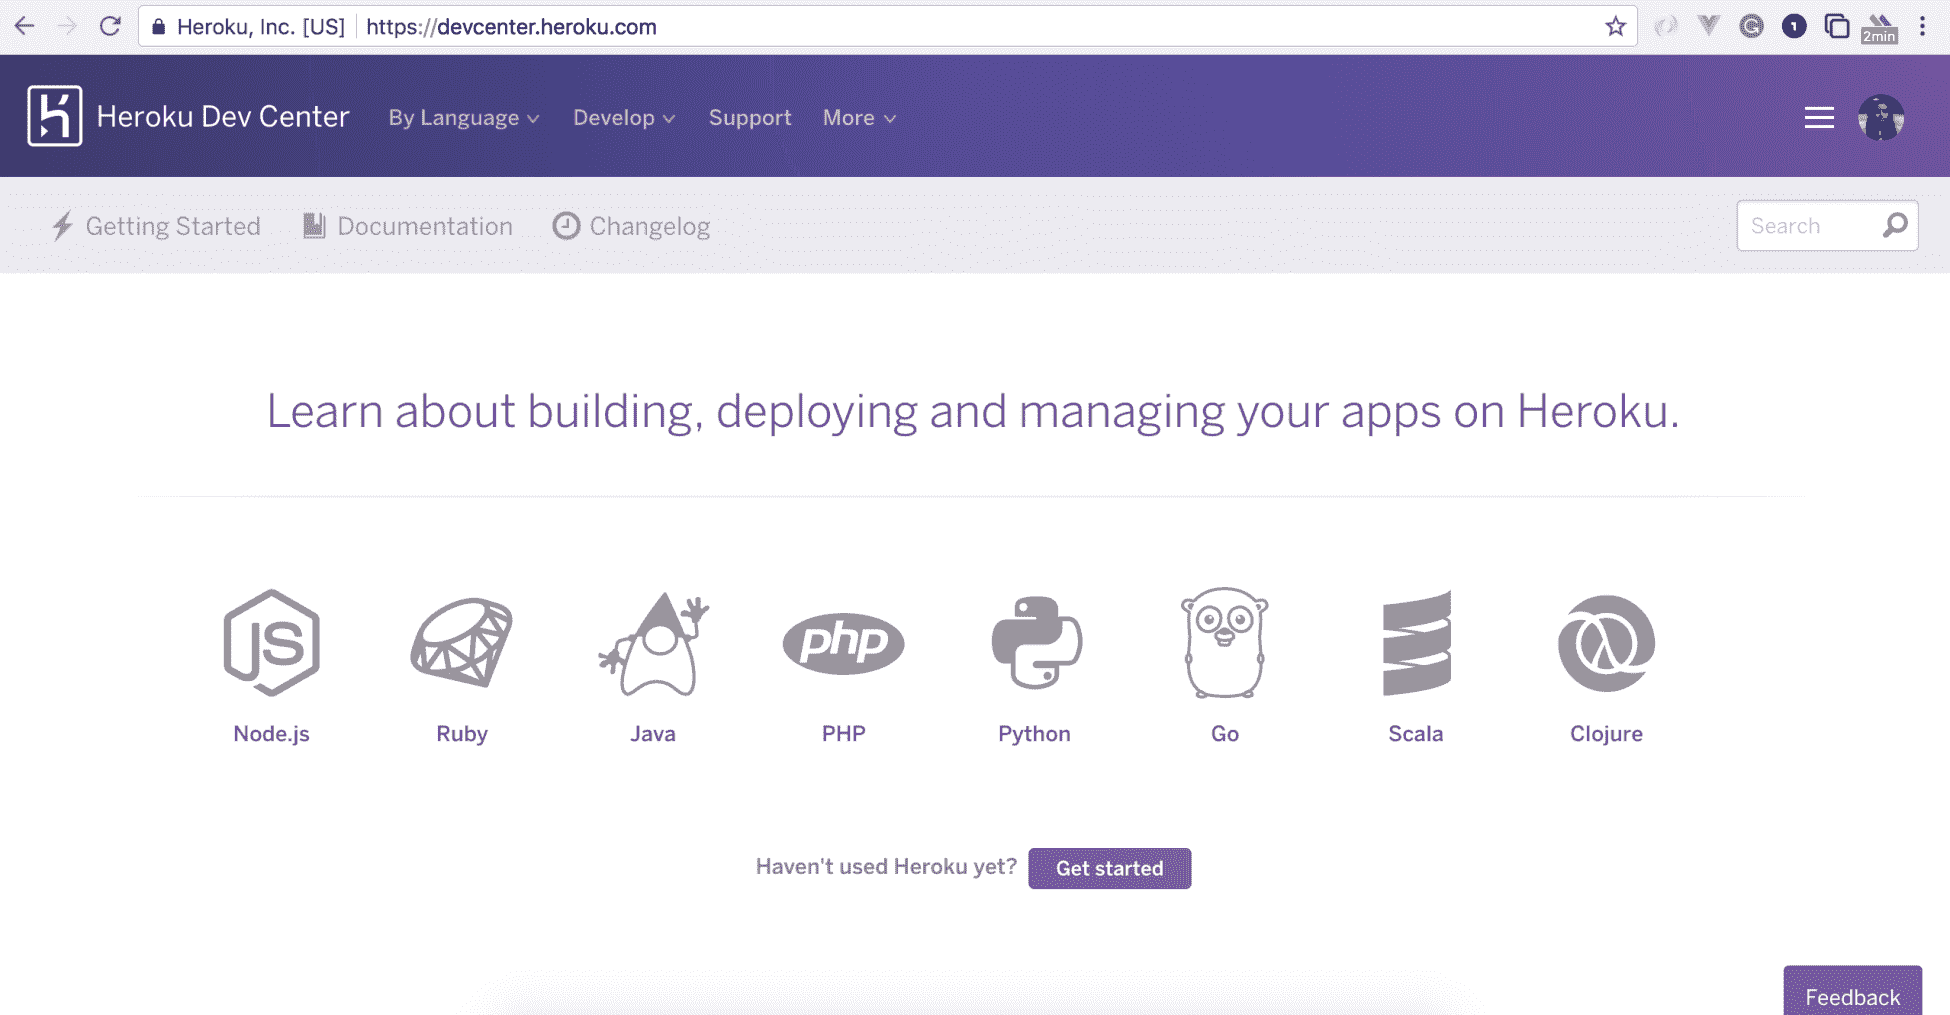 Heroku, Inc. [US] https://devcenter.heroku.com
1
2min
Heroku Dev Center By Language Develop Support More
Getting Started Documentation Changelog Search
Learn about building, deploying and managing your apps on Heroku.
JS php
Node.js Ruby Java PHP Python Go Scala Clojure
Haven't used Heroku yet? Get started
Feedback